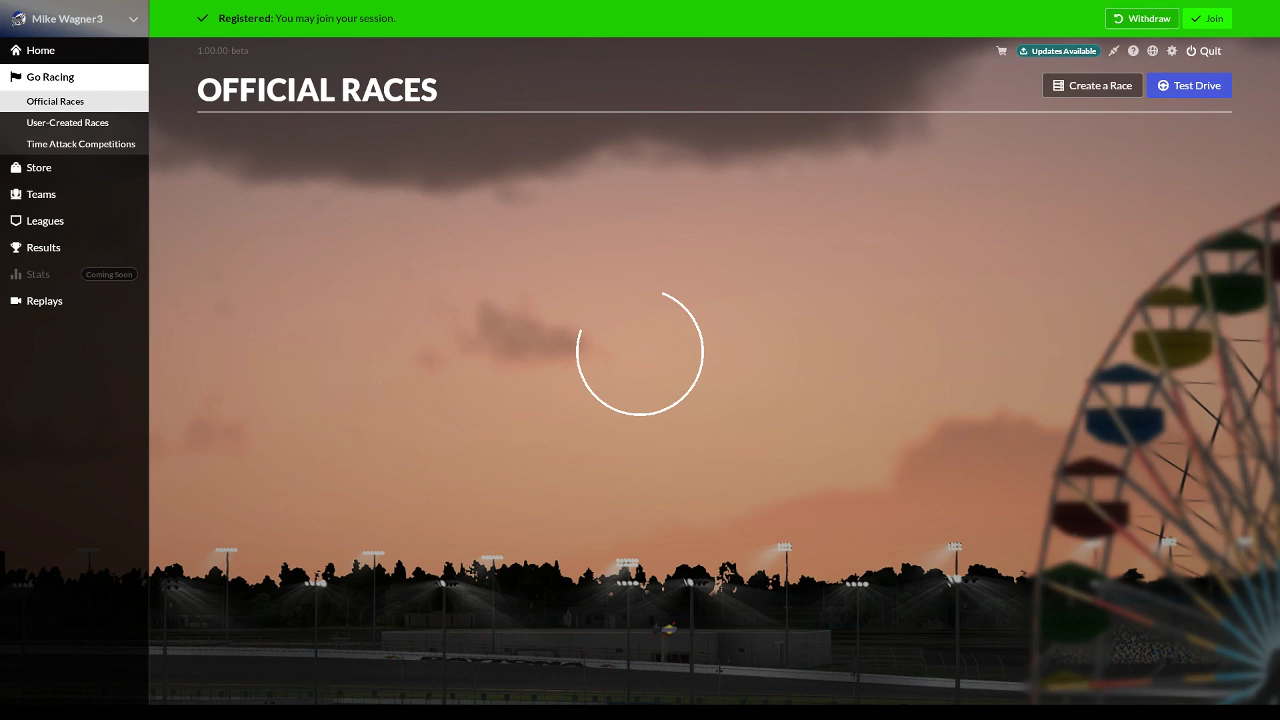 Mike Wagner3
Registered: You may join your session.
Withdraw
Join
Home
1.00.00-beta
Updates Available
Quit
Go Racing
OFFICIAL RACES
Create a Race
Test Drive
Official Races
User-Created Races
Time Attack Competitions
Store
Teams
Leagues
Results
Stats
Coming Soon
Replays